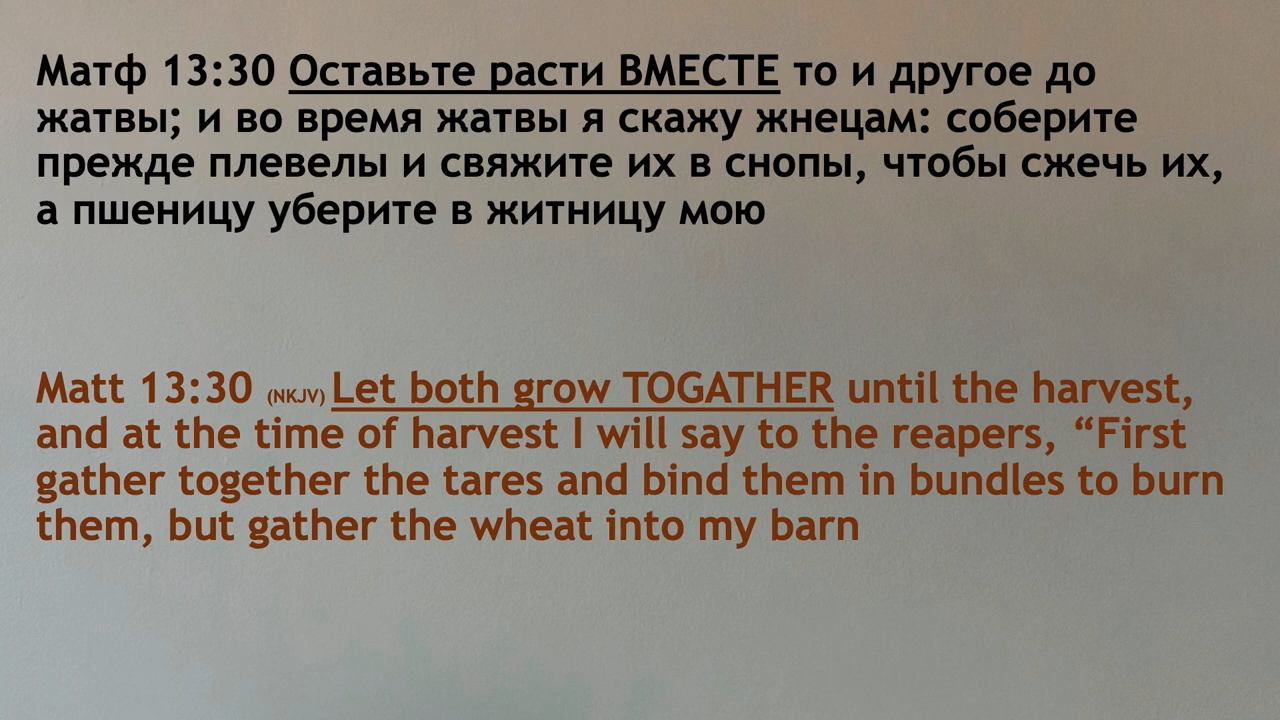 Матф 13:30 Оставьте расти ВМЕСТЕ то и другое до
жатвы; и во время жатвы я скажу жнецам: соберите
прежде плевелы и свяжите их в снопы, чтобы сжечь их,
а пшеницу уберите в житницу мою
Matt 13:30 (NKJV) Let both grow TOGATHER until the harvest,
and at the time of harvest I will say to the reapers, “First
gather together the tares and bind them in bundles to burn
them, but gather the wheat into my barn